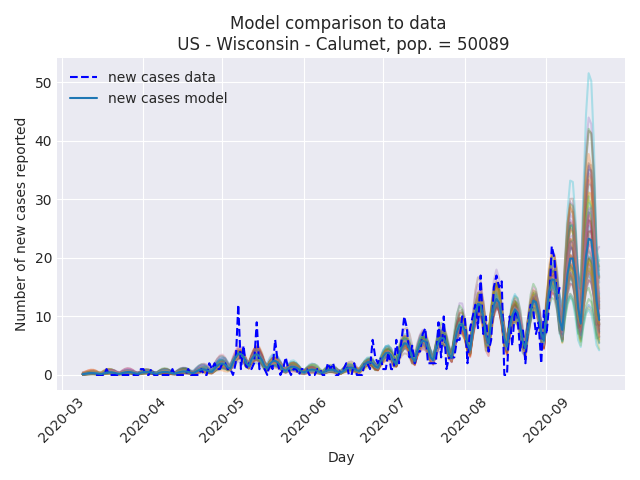 Model comparison to data
US - Wisconsin - Calumet, pop. = 50089
new cases data
new cases model
Number of new cases reported
50
40
30
20
10
0
2020-03
2020-04
2020-05
2020-06
2020-07
2020-08
2020-09
Day